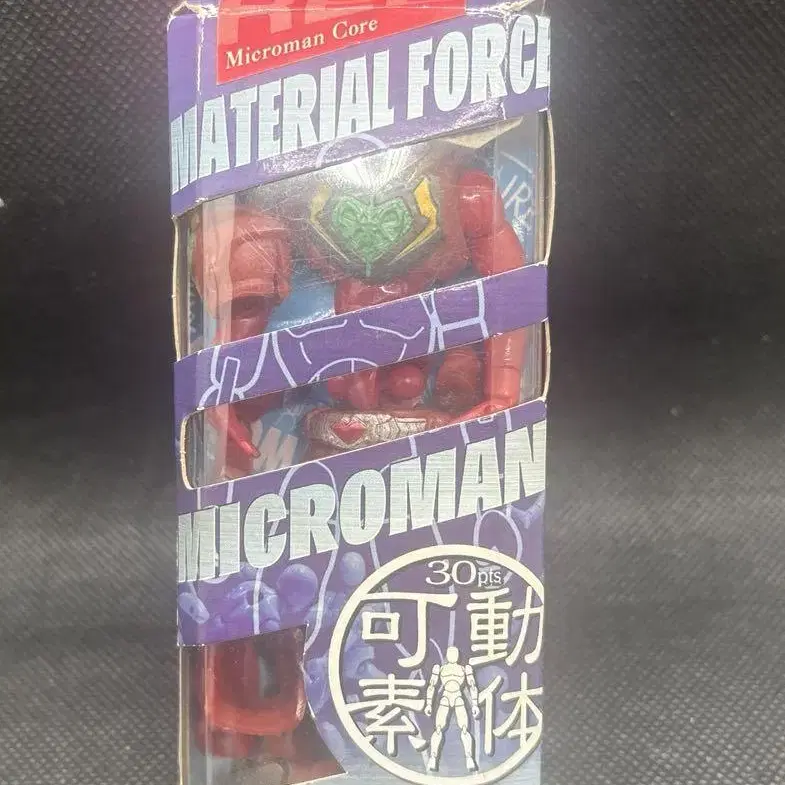 Microman Core
MATERIAL FORCE
MICROMAN
30pts
可動
素体